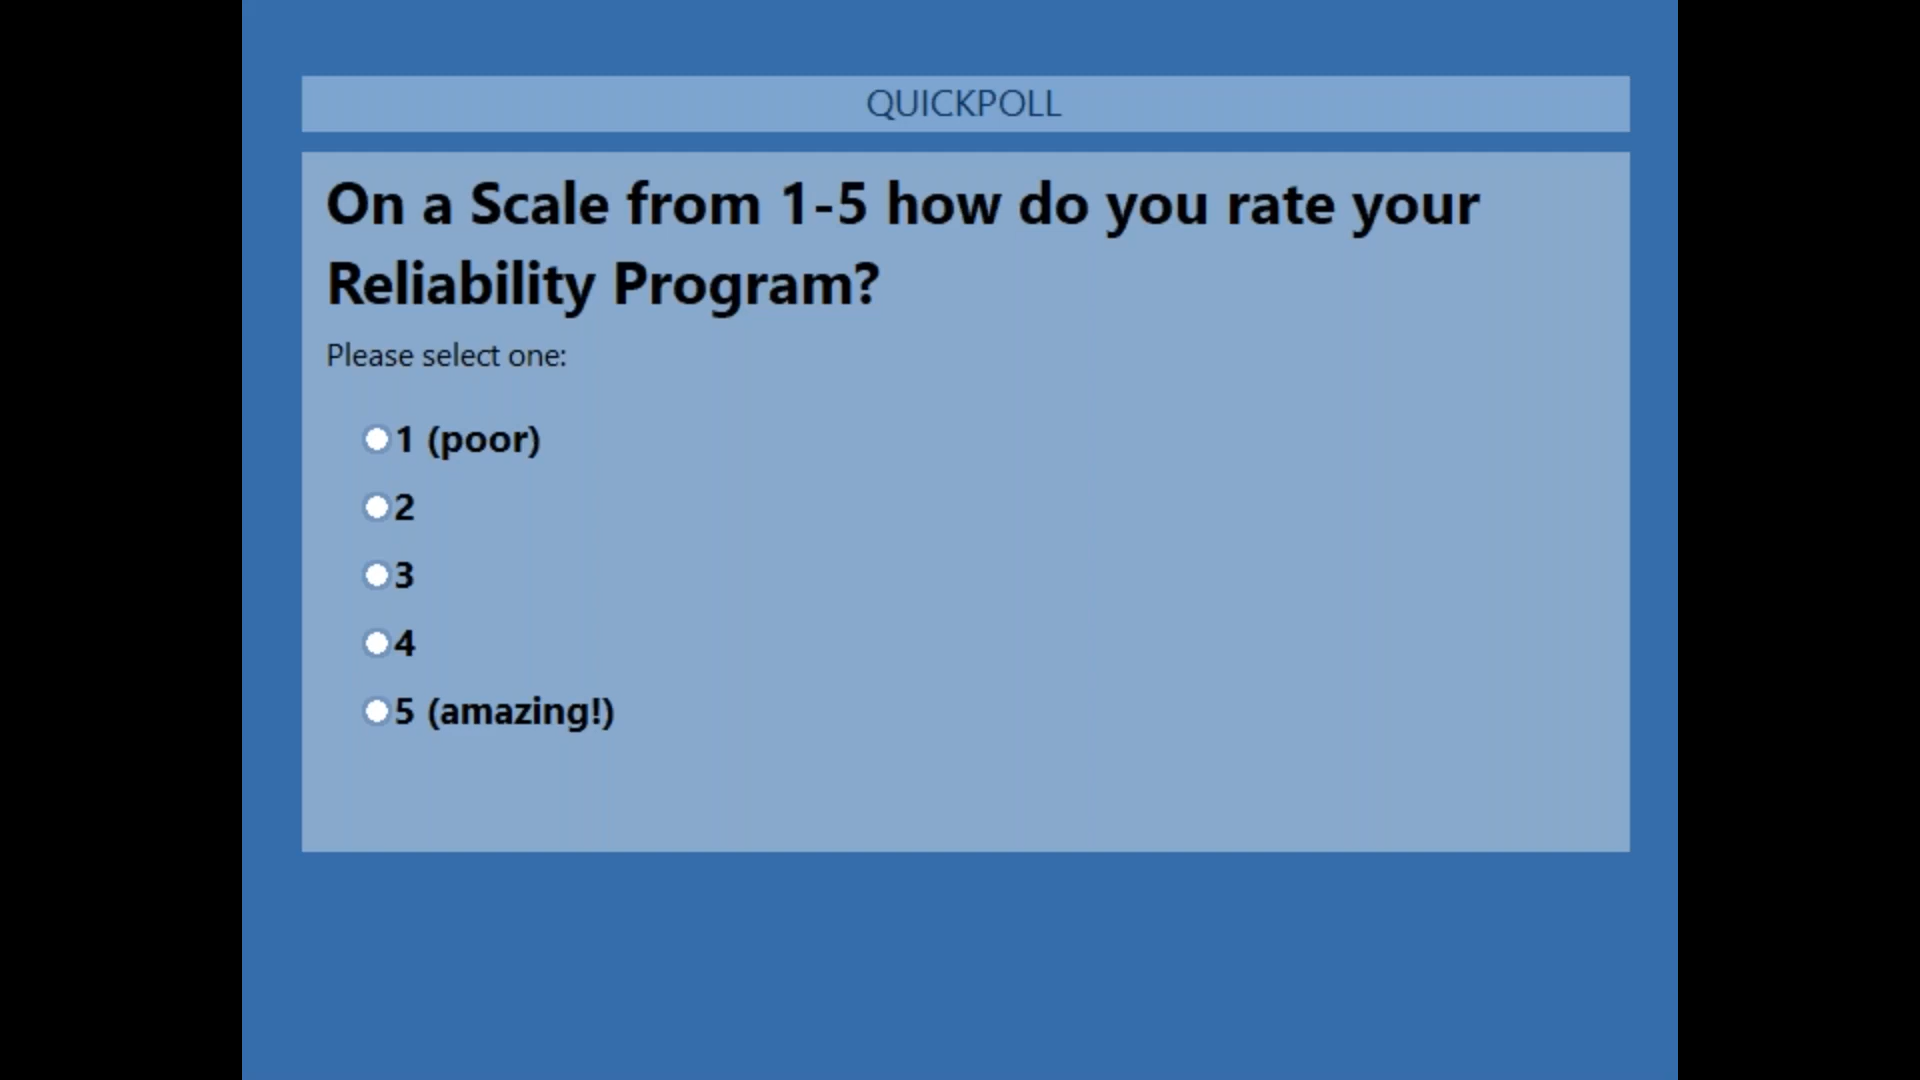 QUICKPOLL
On a Scale from 1-5 how do you rate your
Reliability Program?
Please select one:
1 (poor)
2
3
4
5 (amazing!)